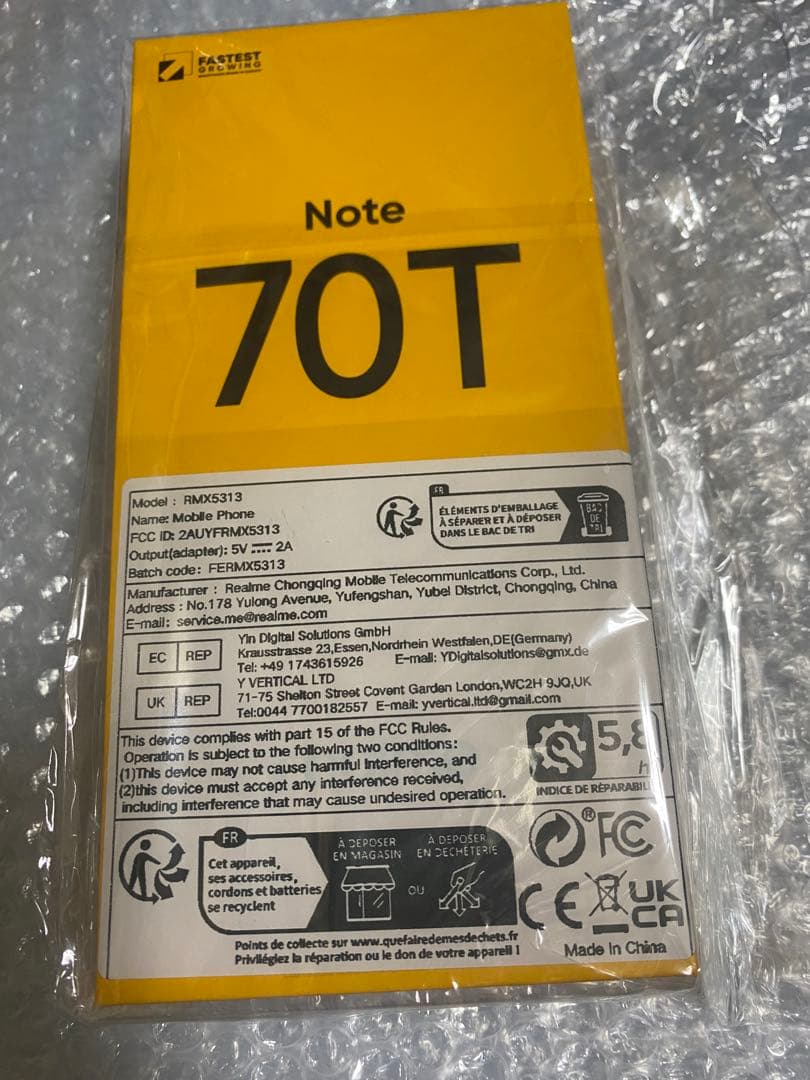 FASTEST
GROWING
Note
70T
Model : RMX5313
Name: Mobile Phone
FCC ID: 2AUYFRMX5313
Output(adapter): 5V 2A
Batch code: FERMX5313
FR
ÉLÉMENTS D'EMBALLAGE
À SÉPARER ET À DÉPOSER
DANS LE BAC DE TRI
BAC
DE
TRI
Manufacturer : Realme Chongqing Mobile Telecommunications Corp., Ltd.
Address : No.178 Yulong Avenue, Yufengshan, Yubei District, Chongqing, China
E-mail: service.me@realme.com
EC REP
Yin Digital Solutions GmbH
Krausstrasse 23,Essen,Nordrhein Westfalen,DE(Germany)
Tel: +49 1743615926 E-mail: YDigitalsolutions@gmx.de
UK REP
Y VERTICAL LTD
71-75 Shelton Street Covent Garden London,WC2H 9JQ,UK
Tel:0044 7700182557 E-mail: yvertical.ltd@gmail.com
This device complies with part 15 of the FCC Rules.
Operation is subject to the following two conditions:
(1)This device may not cause harmful interference, and
(2)this device must accept any interference received,
including interference that may cause undesired operation.
5,8
INDICE DE RÉPARABIL
FR
Cet appareil,
ses accessoires,
cordons et batteries
se recyclent
À DÉPOSER
EN MAGASIN
OU
À DÉPOSER
EN DÉCHÈTERIE
Points de collecte sur www.quefairedemesdechets.fr
Privilégiez la réparation ou le don de votre appareil !
® FC
CE UK
CA
Made In China